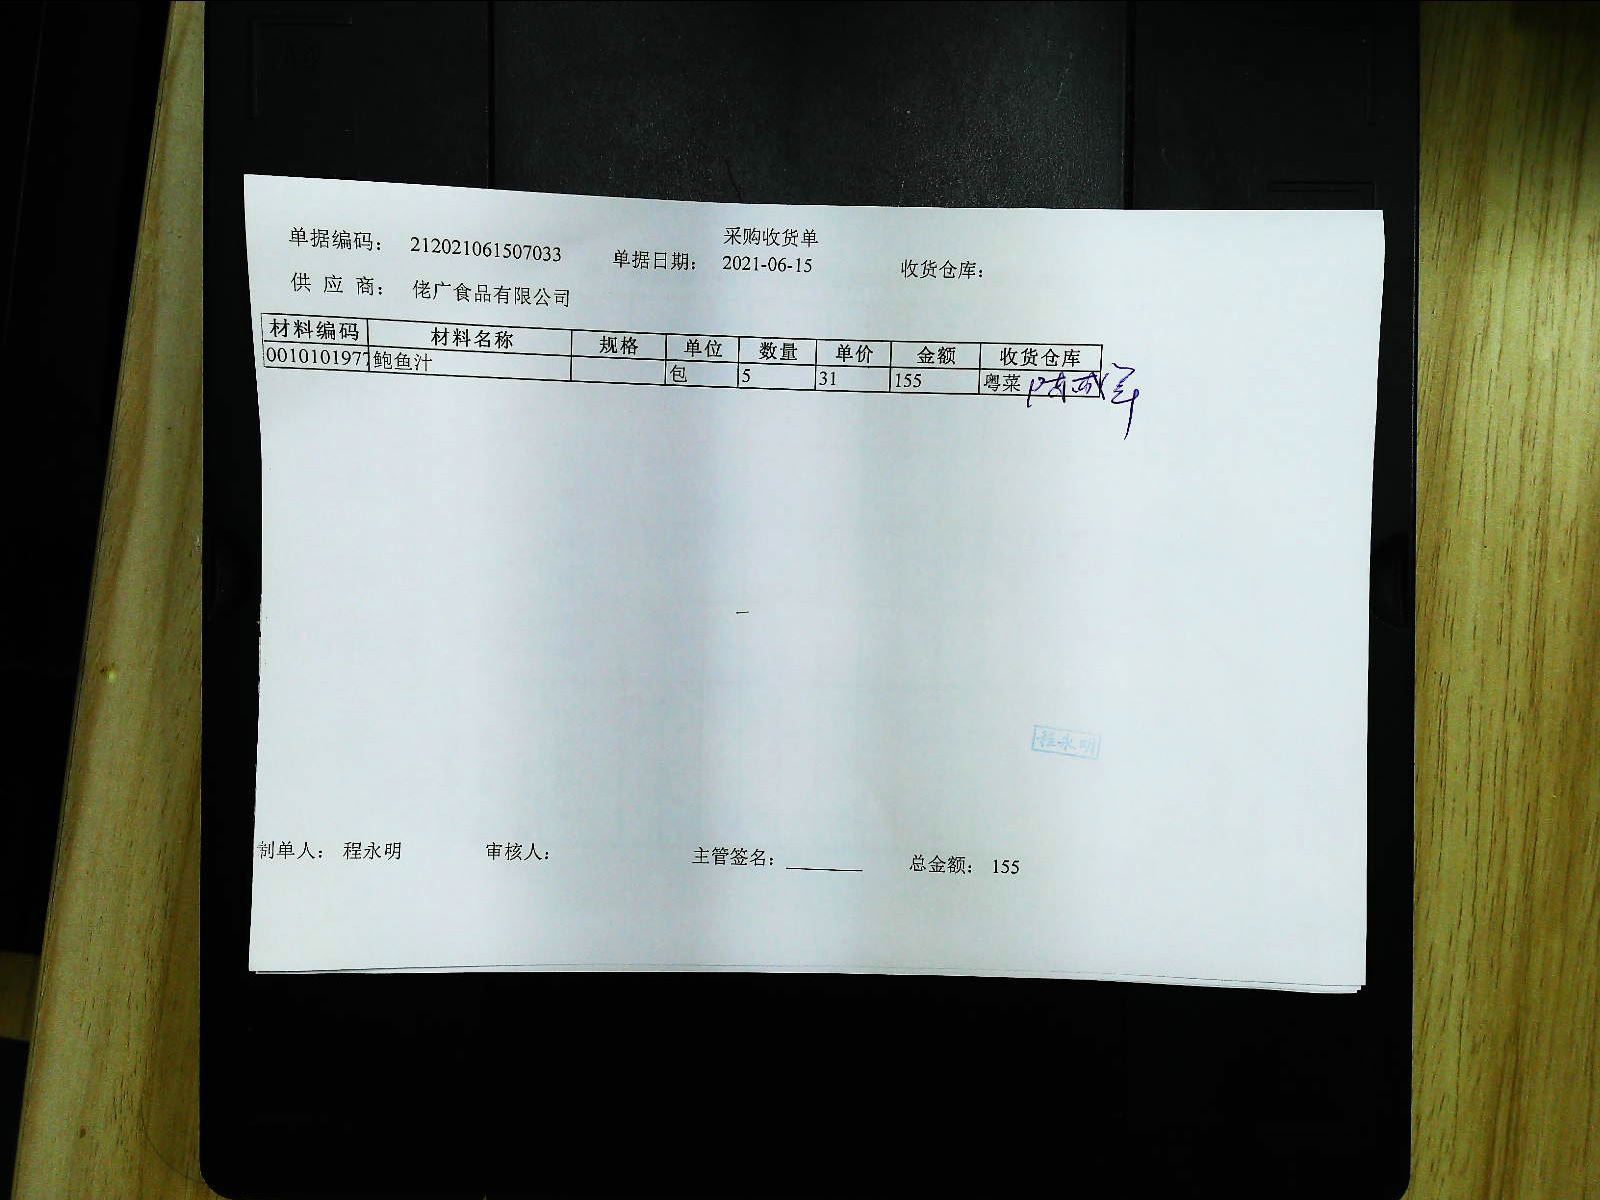 采购收货单
单据编码： 212021061507033 单据日期： 2021-06-15 收货仓库：
供 应 商： 佬广食品有限公司
材料编码 材料名称 规格 单位 数量 单价 金额 收货仓库
0010101977 鲍鱼汁 包 5 31 155 粤菜
程永明
制单人： 程永明 审核人： 主管签名： 总金额： 155